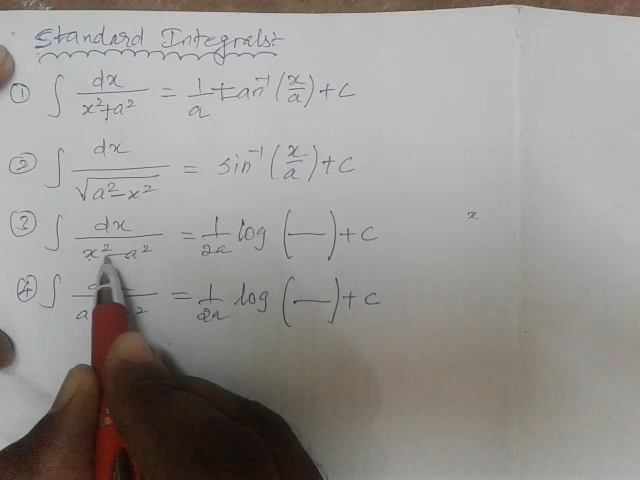 Standard Integrals:-
① ∫ dx / (x²+a²) = 1/a tan⁻¹ (x/a) + c
② ∫ dx / √(a²-x²) = sin⁻¹ (x/a) + c
③ ∫ dx / (x²-a²) = 1/2a log (—) + c
④ ∫ / a ² = 1/2a log (—) + c
x